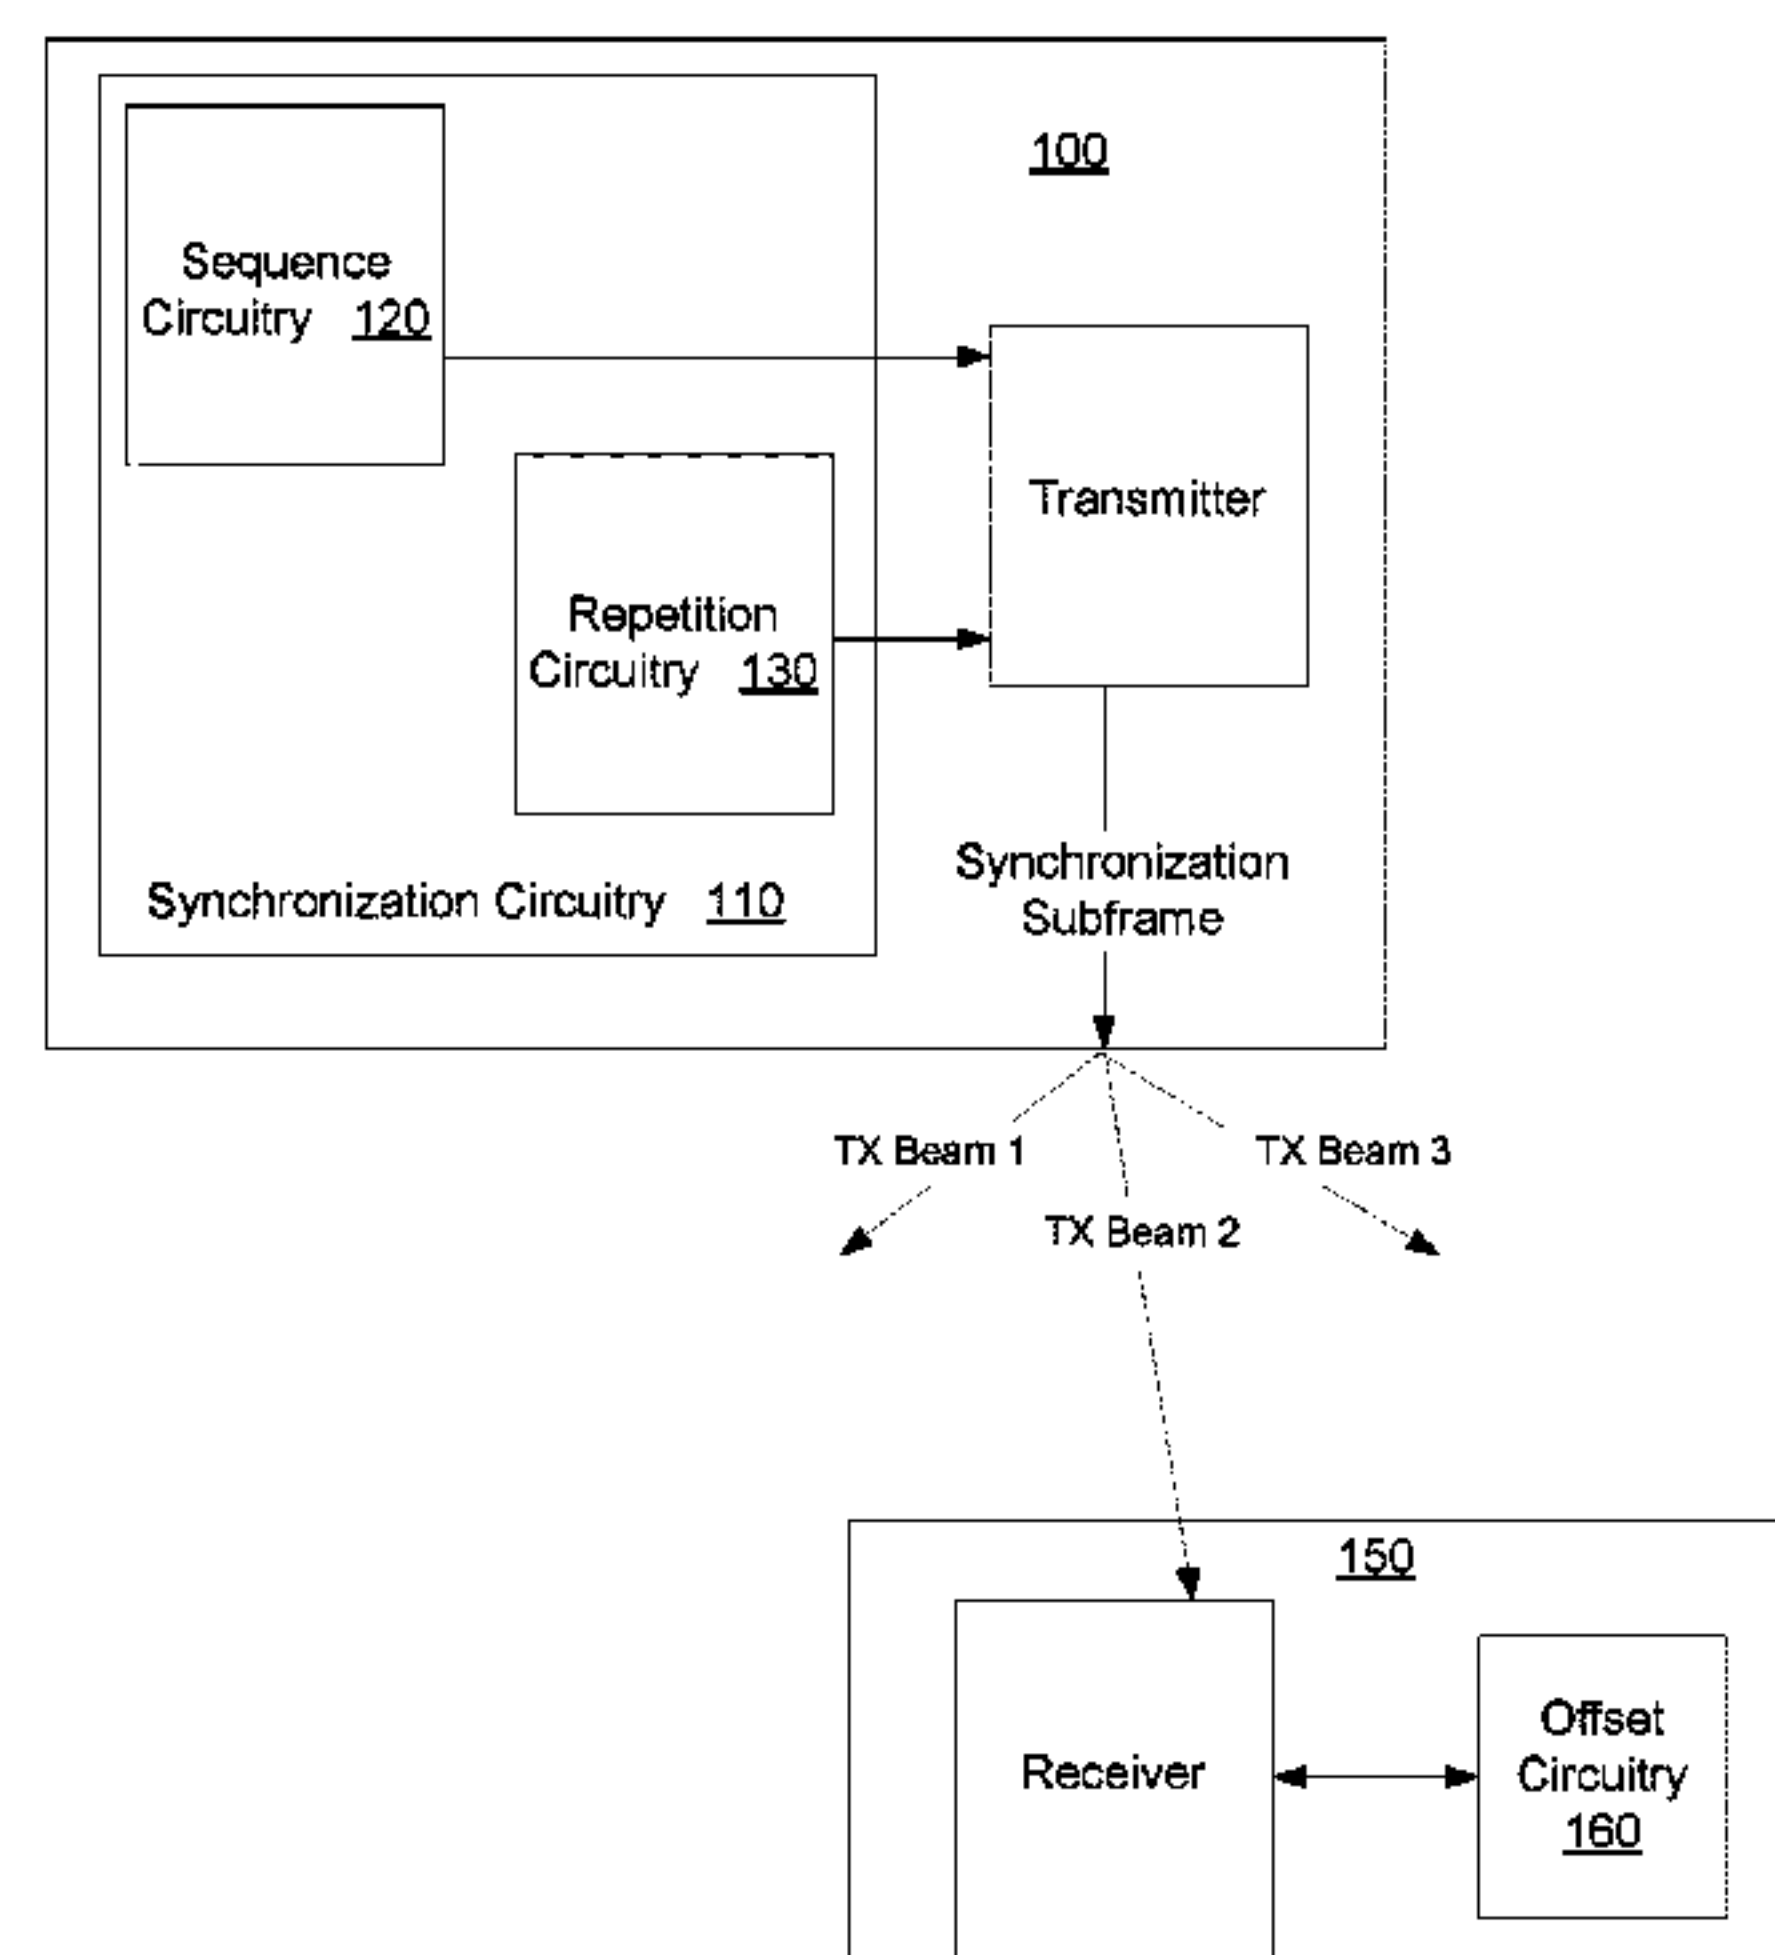 100
Sequence
Circuitry 120
Transmitter
Repetition
Circuitry 130
Synchronization Circuitry 110
Synchronization
Subframe
TX Beam 1
TX Beam 3
TX Beam 2
150
Receiver
Offset
Circuitry
160